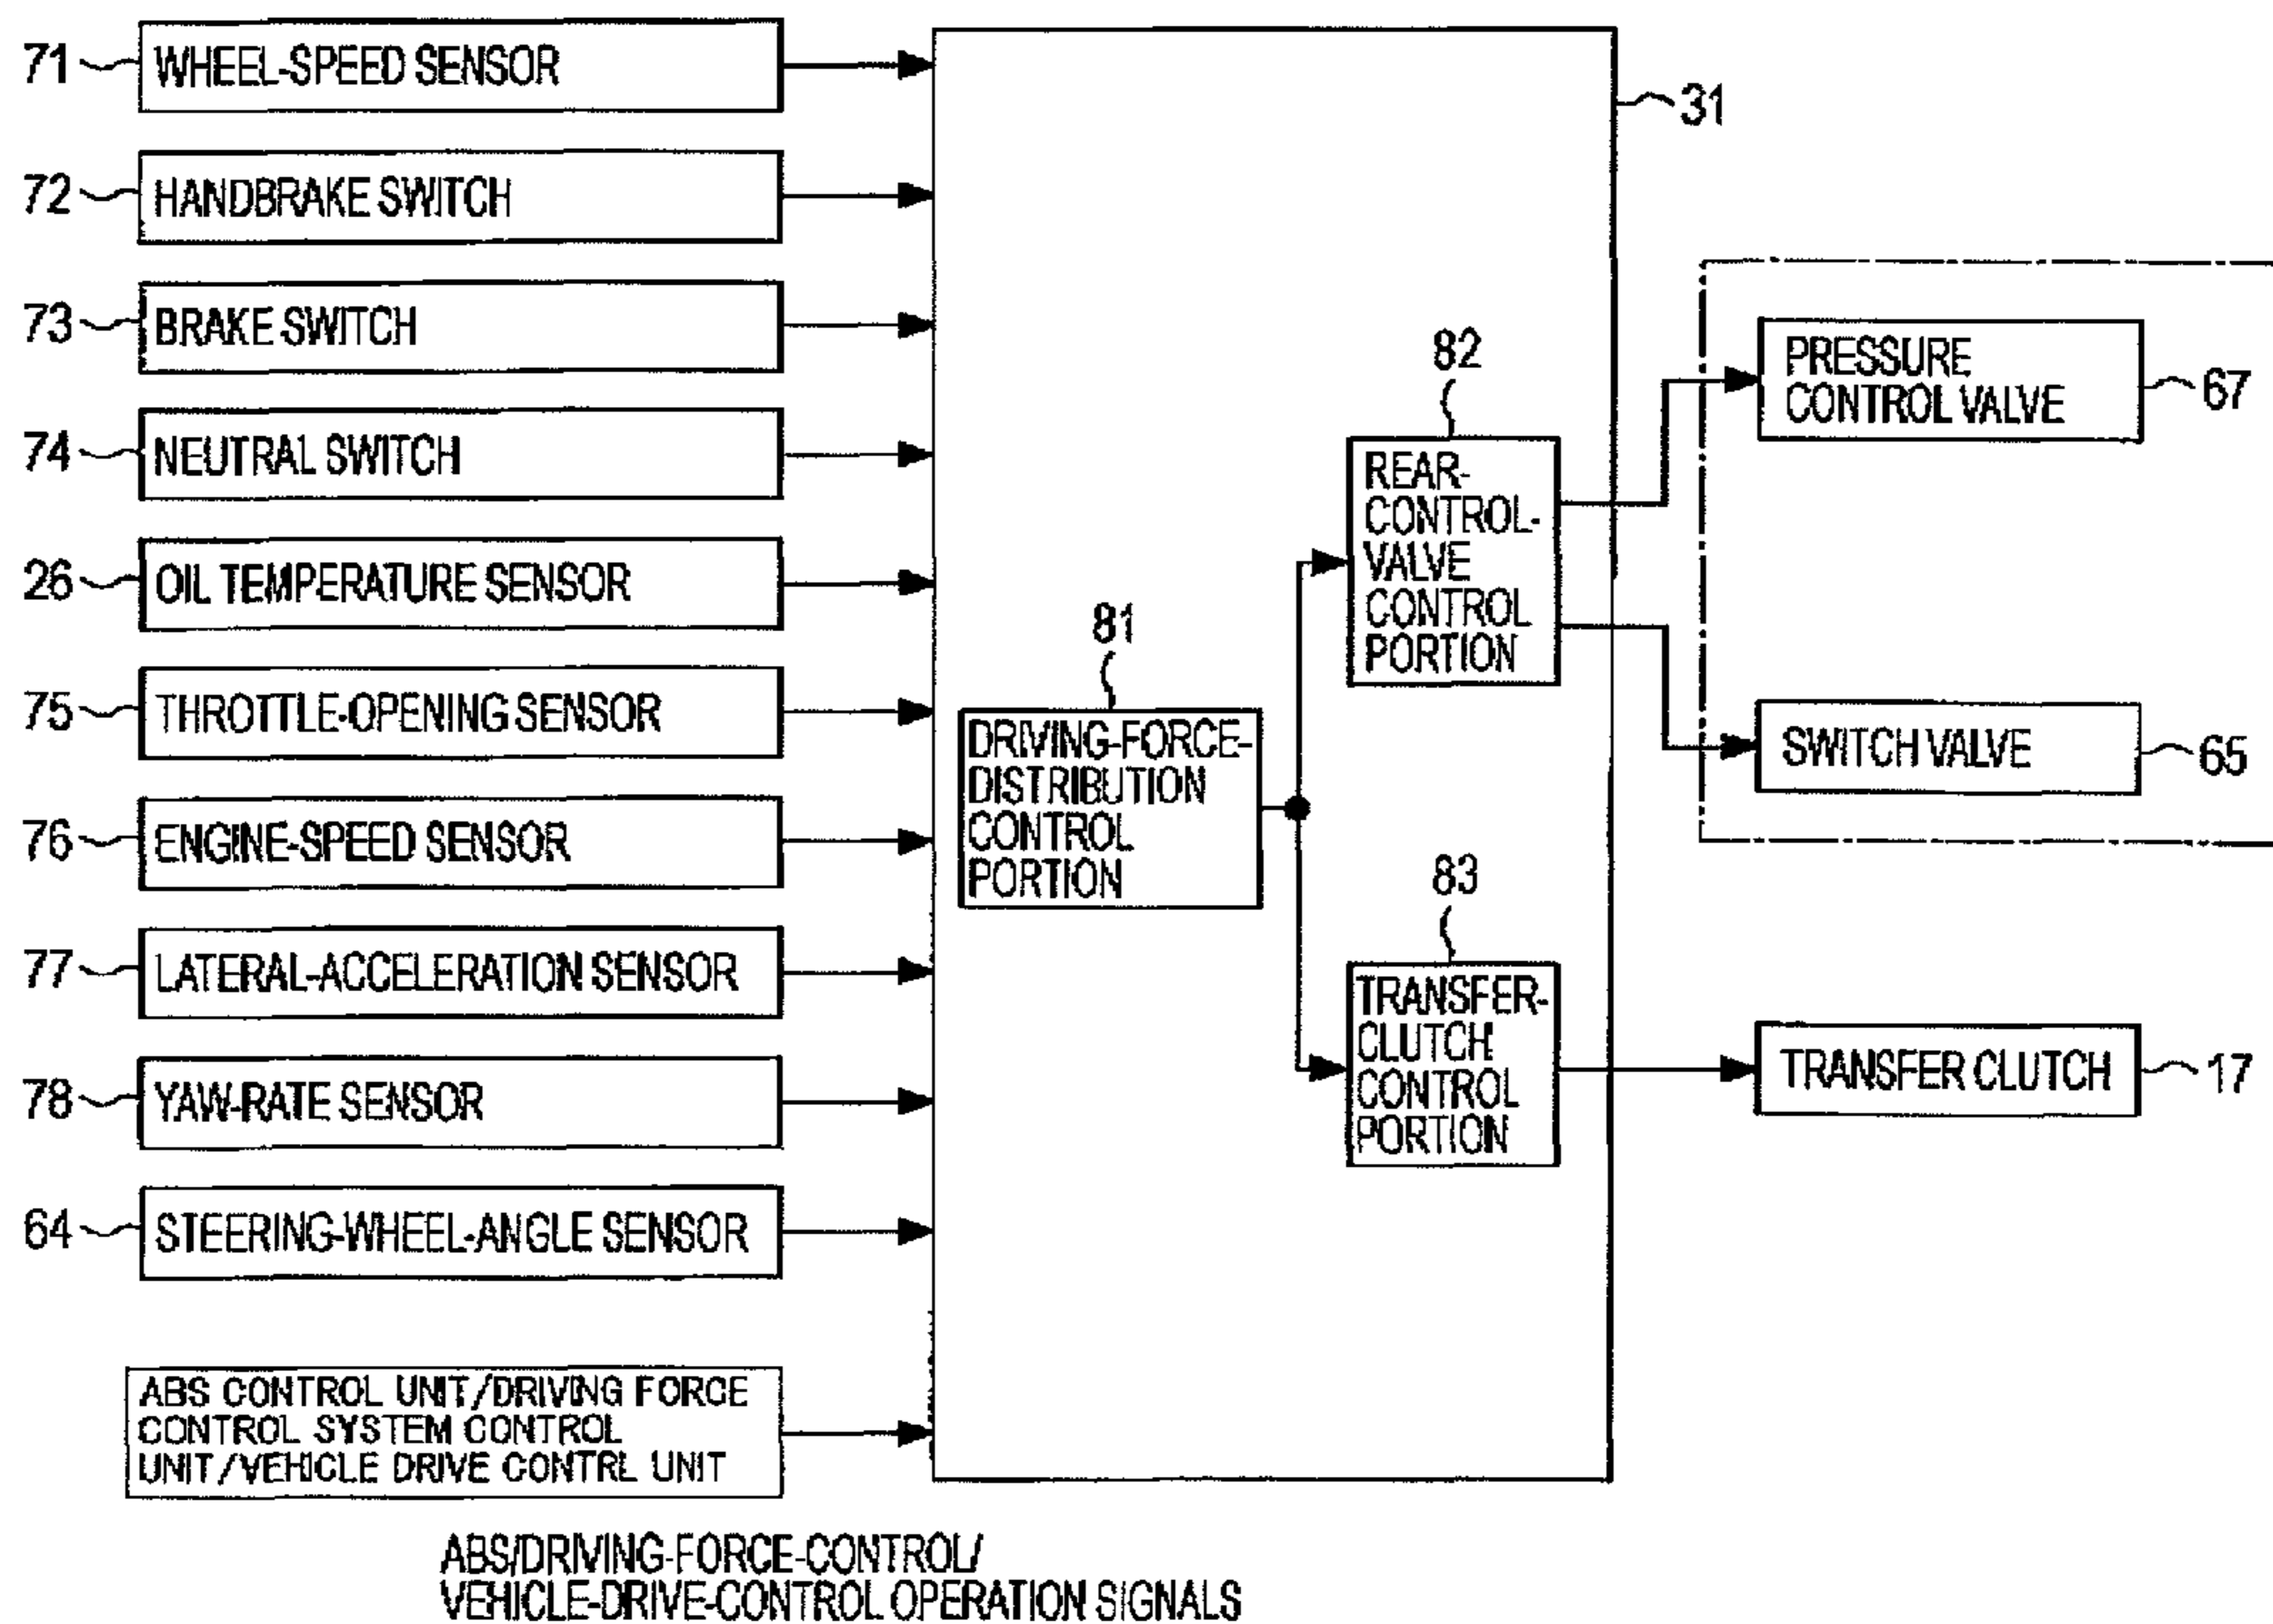 71 WHEEL-SPEED SENSOR
72 HANDBRAKE SWITCH
73 BRAKE SWITCH
74 NEUTRAL SWITCH
26 OIL TEMPERATURE SENSOR
75 THROTTLE-OPENING SENSOR
76 ENGINE-SPEED SENSOR
77 LATERAL-ACCELERATION SENSOR
78 YAW-RATE SENSOR
64 STEERING-WHEEL-ANGLE SENSOR
ABS CONTROL UNIT/DRIVING FORCE
CONTROL SYSTEM CONTROL
UNIT/VEHICLE DRIVE CONTRL UNIT
ABS/DRIVING-FORCE-CONTROL/
VEHICLE-DRIVE-CONTROL OPERATION SIGNALS
31
81
DRIVING-FORCE-
DISTRIBUTION
CONTROL
PORTION
82
REAR-
CONTROL-
VALVE
CONTROL
PORTION
83
TRANSFER-
CLUTCH
CONTROL
PORTION
PRESSURE
CONTROL VALVE
67
SWITCH VALVE 65
TRANSFER CLUTCH 17